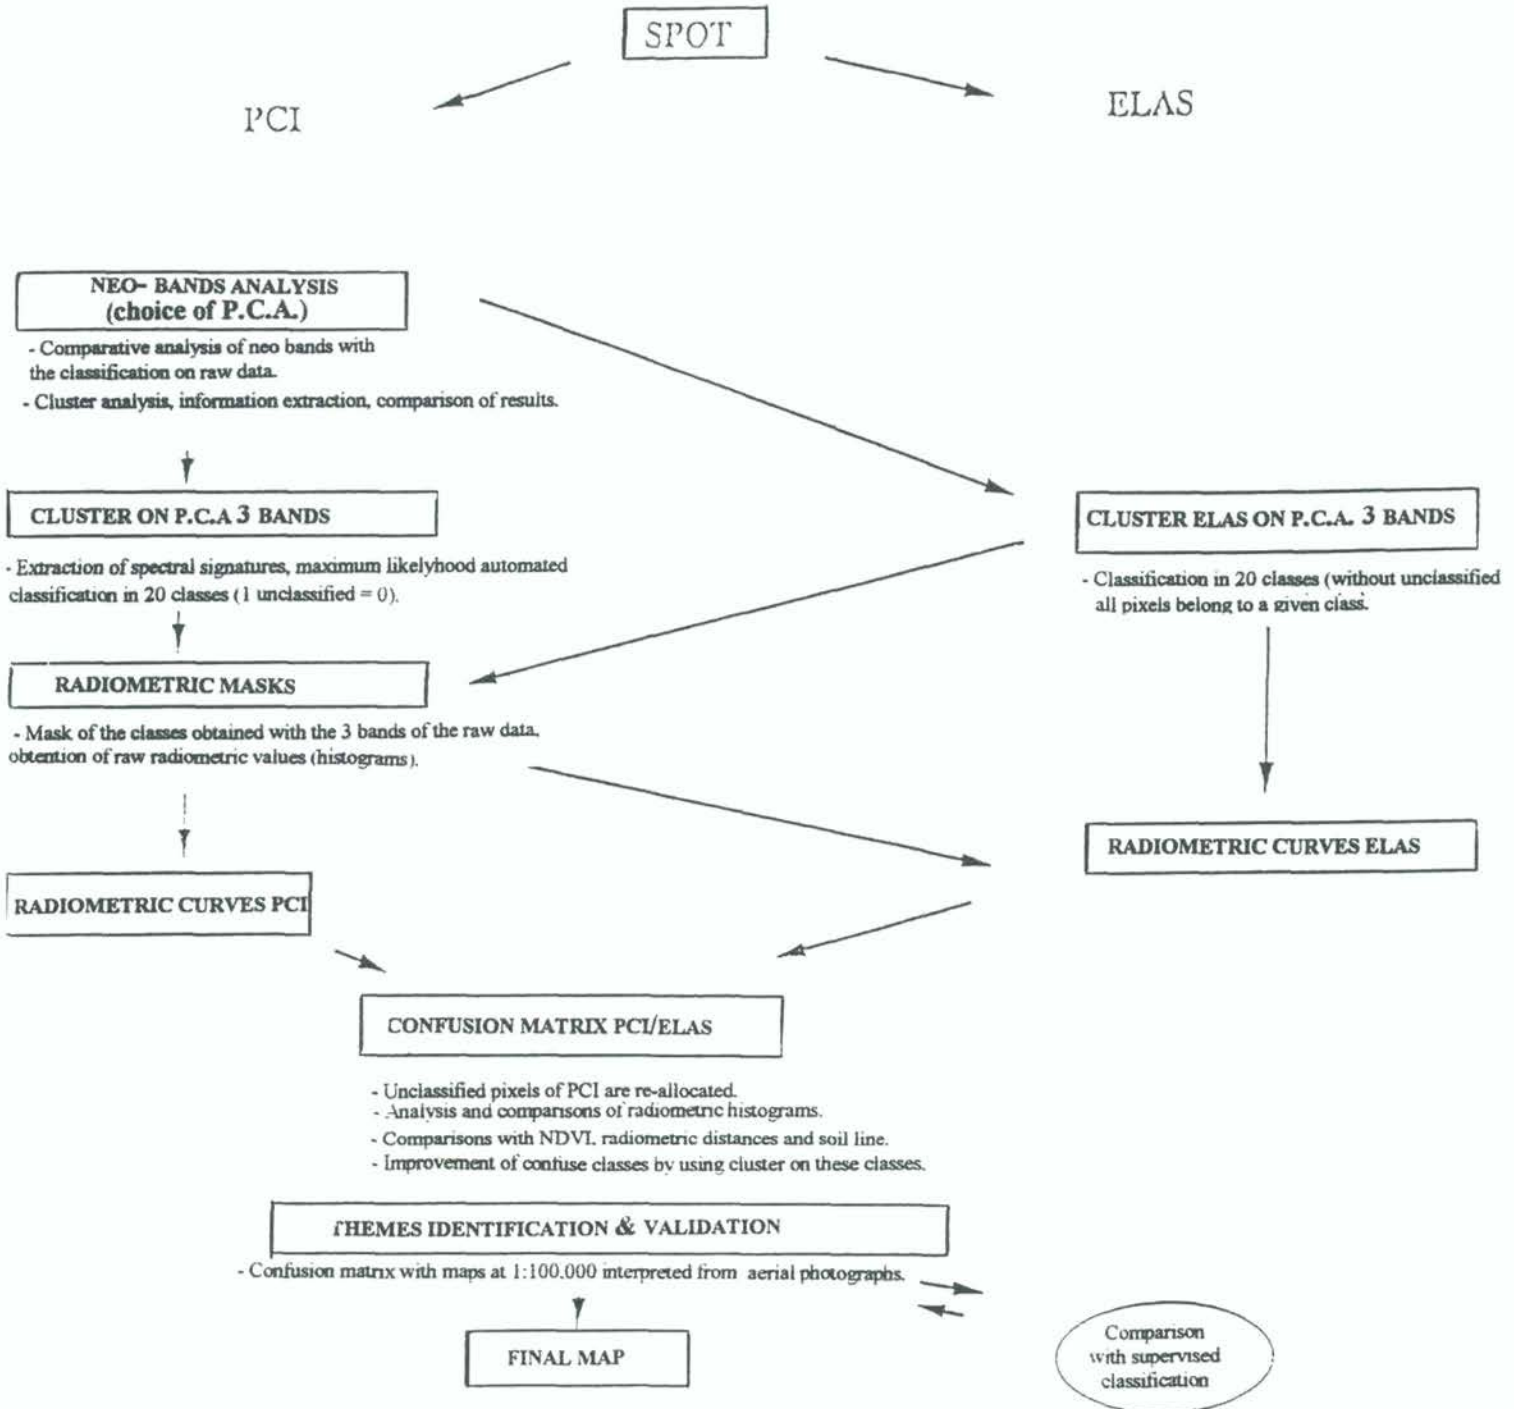 SPOT
PCI
ELAS
NEO- BANDS ANALYSIS
(choice of P.C.A.)
- Comparative analysis of neo bands with
the classification on raw data.
- Cluster analysis, information extraction, comparison of results.
CLUSTER ON P.C.A 3 BANDS
- Extraction of spectral signatures, maximum likelyhood automated
classification in 20 classes (1 unclassified = 0).
CLUSTER ELAS ON P.C.A. 3 BANDS
- Classification in 20 classes (without unclassified
all pixels belong to a given class.
RADIOMETRIC MASKS
- Mask of the classes obtained with the 3 bands of the raw data,
obtention of raw radiometric values (histograms).
RADIOMETRIC CURVES ELAS
RADIOMETRIC CURVES PCI
CONFUSION MATRIX PCI/ELAS
- Unclassified pixels of PCI are re-allocated.
- Analysis and comparisons of radiometric histograms.
- Comparisons with NDVI, radiometric distances and soil line.
- Improvement of confuse classes by using cluster on these classes.
THEMES IDENTIFICATION & VALIDATION
- Confusion matrix with maps at 1:100.000 interpreted from aerial photographs.
FINAL MAP
Comparison
with supervised
classification